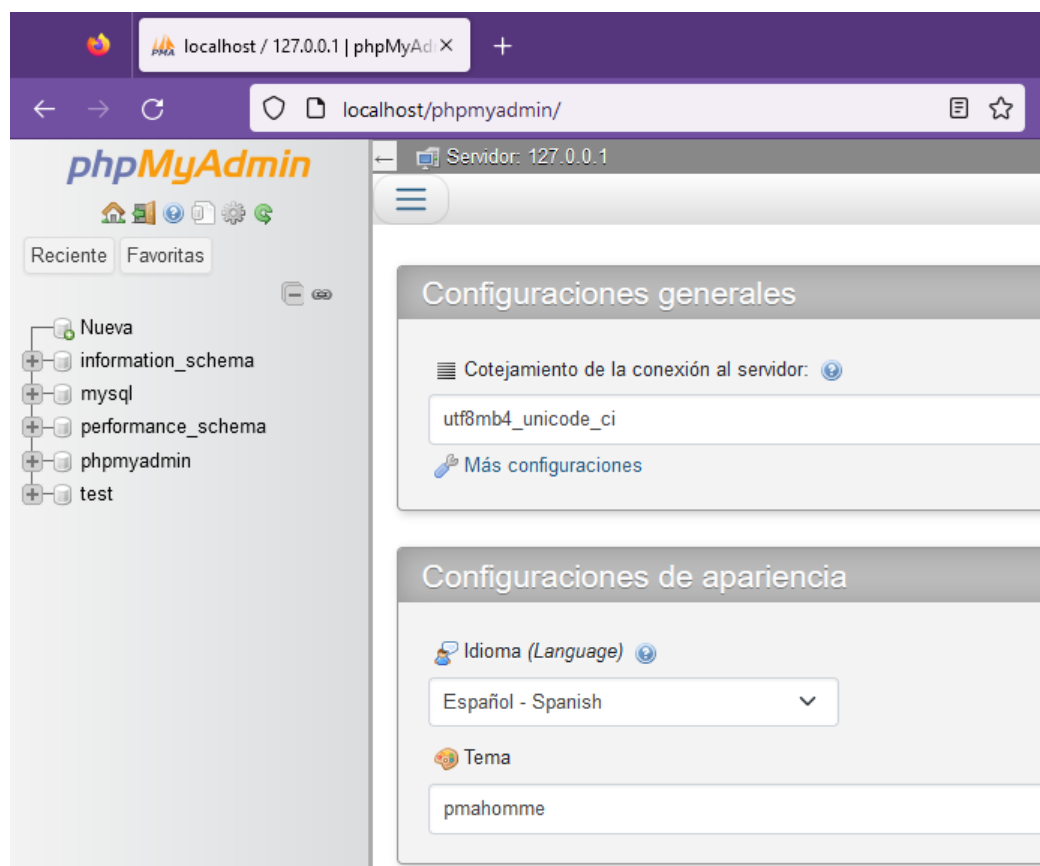 localhost / 127.0.0.1 | phpMyAd
localhost/phpmyadmin/
phpMyAdmin
Reciente Favoritas
Nueva
information_schema
mysql
performance_schema
phpmyadmin
test
Servidor: 127.0.0.1
Configuraciones generales
Cotejamiento de la conexión al servidor:
utf8mb4_unicode_ci
Más configuraciones
Configuraciones de apariencia
Idioma (Language)
Español - Spanish
Tema
pmahomme